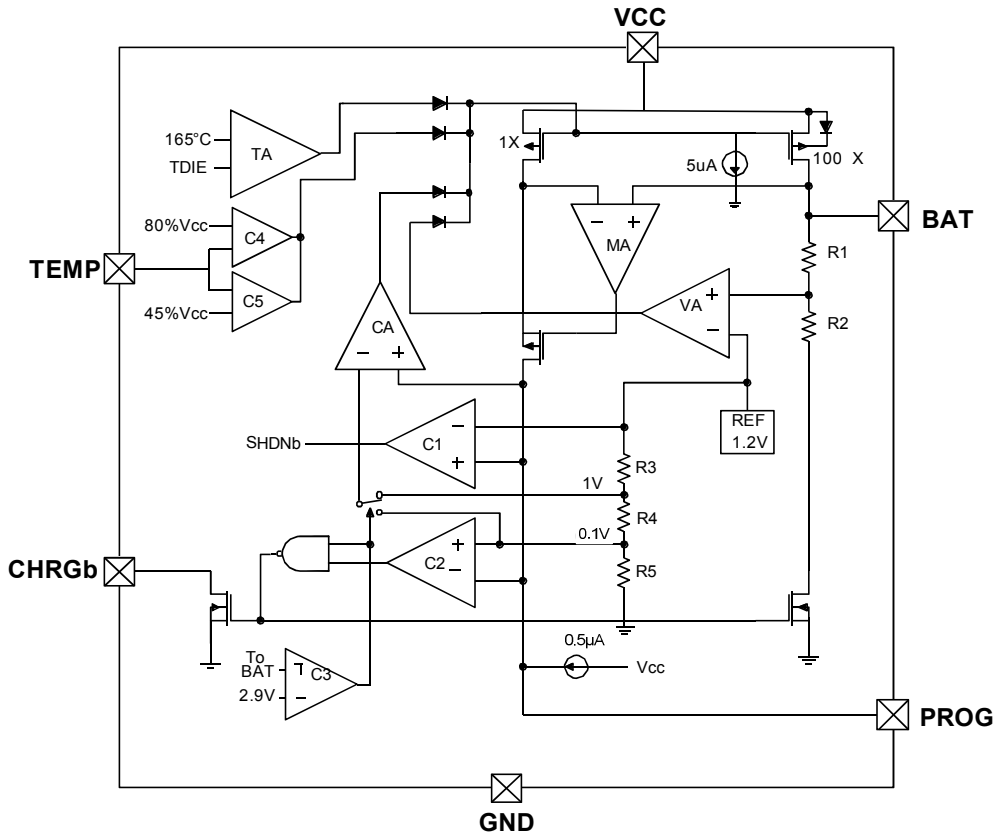 VCC
165°C
TDIE
TA
1X
5uA
100 X
80%Vcc
C4
MA
BAT
TEMP
R1
C5
45%Vcc
VA
R2
CA
REF
1.2V
SHDNb
C1
R3
1V
R4
0.1V
C2
R5
CHRGb
0.5µA
To
BAT
C3
2.9V
Vcc
PROG
GND